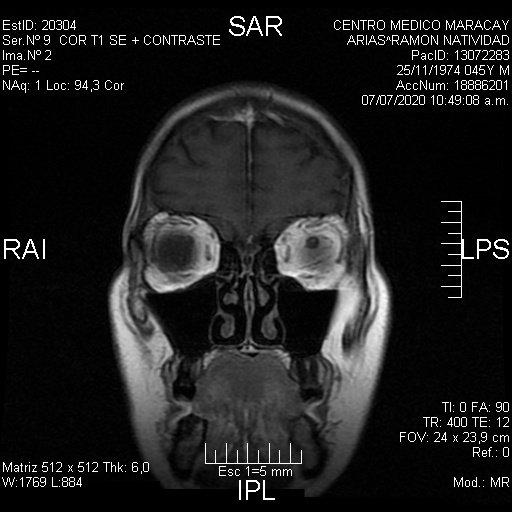 EstID: 20304
Ser.Nº 9 COR T1 SE + CONTRASTE
Ima.Nº 2
PE= --
NAq: 1 Loc: 94,3 Cor
SAR
CENTRO MEDICO MARACAY
ARIAS^RAMON NATIVIDAD
PacID: 13072283
25/11/1974 045Y M
AccNum: 18886201
07/07/2020 10:49:08 a.m.
RAI
LPS
TI: 0 FA: 90
TR: 400 TE: 12
FOV: 24 x 23,9 cm
Ref.: 0
Mod.: MR
Matriz 512 x 512 Thk: 6,0
W:1769 L:884
Esc 1=5 mm
IPL